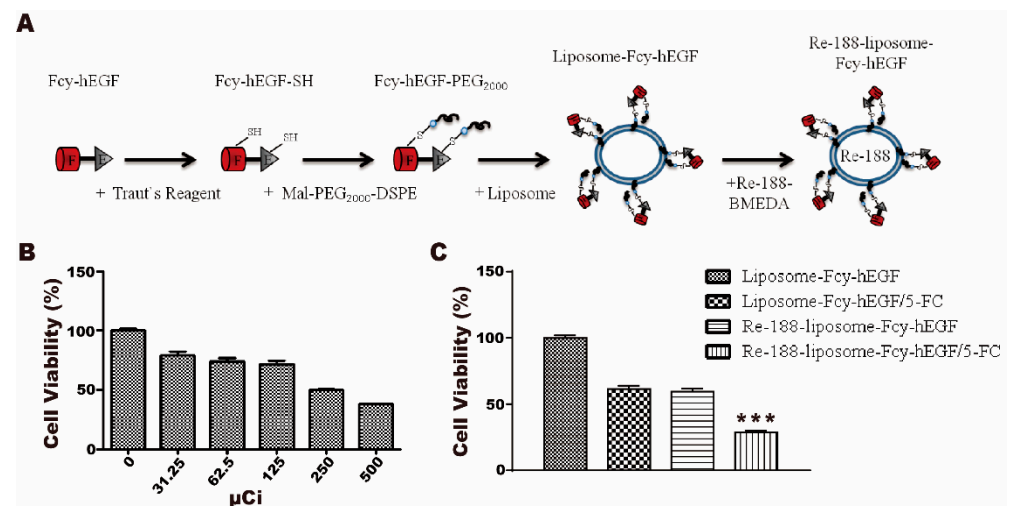 A
Fcy-hEGF
Fcy-hEGF-SH
Fcy-hEGF-PEG2000
Liposome-Fcy-hEGF
Re-188-liposome-
Fcy-hEGF
SH
SH
F
E
F
E
F
E
S
S
Re-188
+ Traut`s Reagent
+ Mal-PEG2000-DSPE
+Liposome
+Re-188-
BMEDA
B
Cell Viability (%)
150
100
50
0
0
31.25
62.5
125
250
500
μCi
C
Cell Viability (%)
150
100
50
0
***
Liposome-Fcy-hEGF
Liposome-Fcy-hEGF/5-FC
Re-188-liposome-Fcy-hEGF
Re-188-liposome-Fcy-hEGF/5-FC